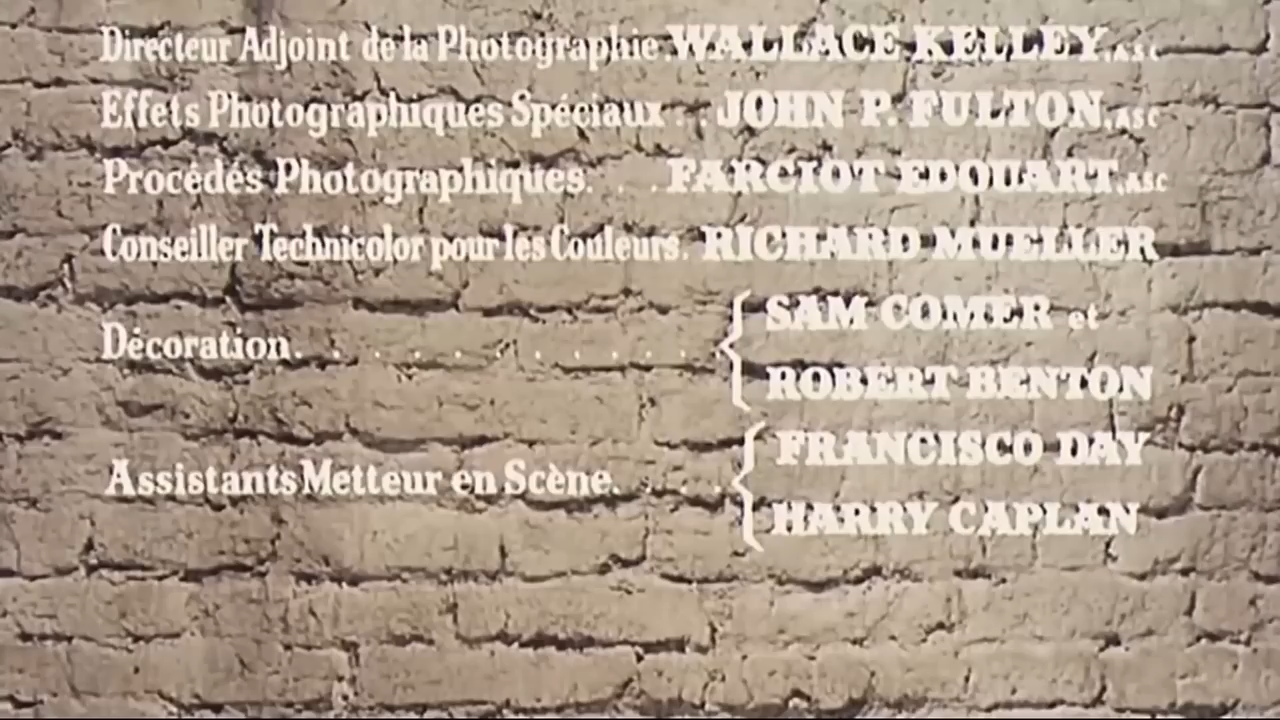 Directeur Adjoint de la Photographie. WALLACE KELLEY, A.S.C
Effets Photographiques Spéciaux . . . JOHN P. FULTON, A.S.C
Procédés Photographiques. . . . FARCIOT EDOUART, A.S.C
Conseiller Technicolor pour les Couleurs. RICHARD MUELLER
Décoration. . . . . . . . . . . . SAM COMER et
ROBERT BENTON
Assistants Metteur en Scène. . . . FRANCISCO DAY
HARRY CAPLAN